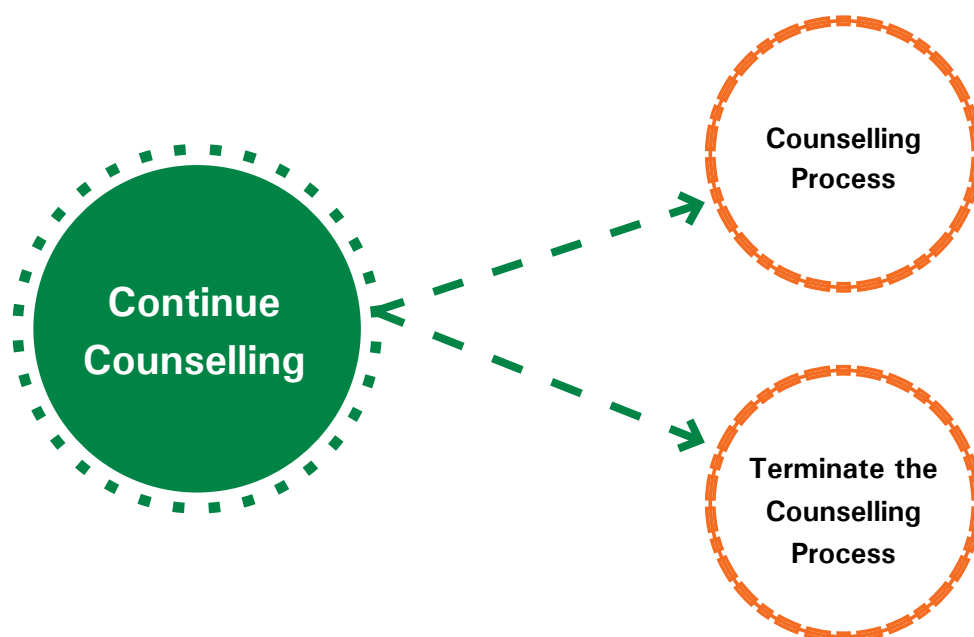 Continue
Counselling
Counselling
Process
Terminate the
Counselling
Process